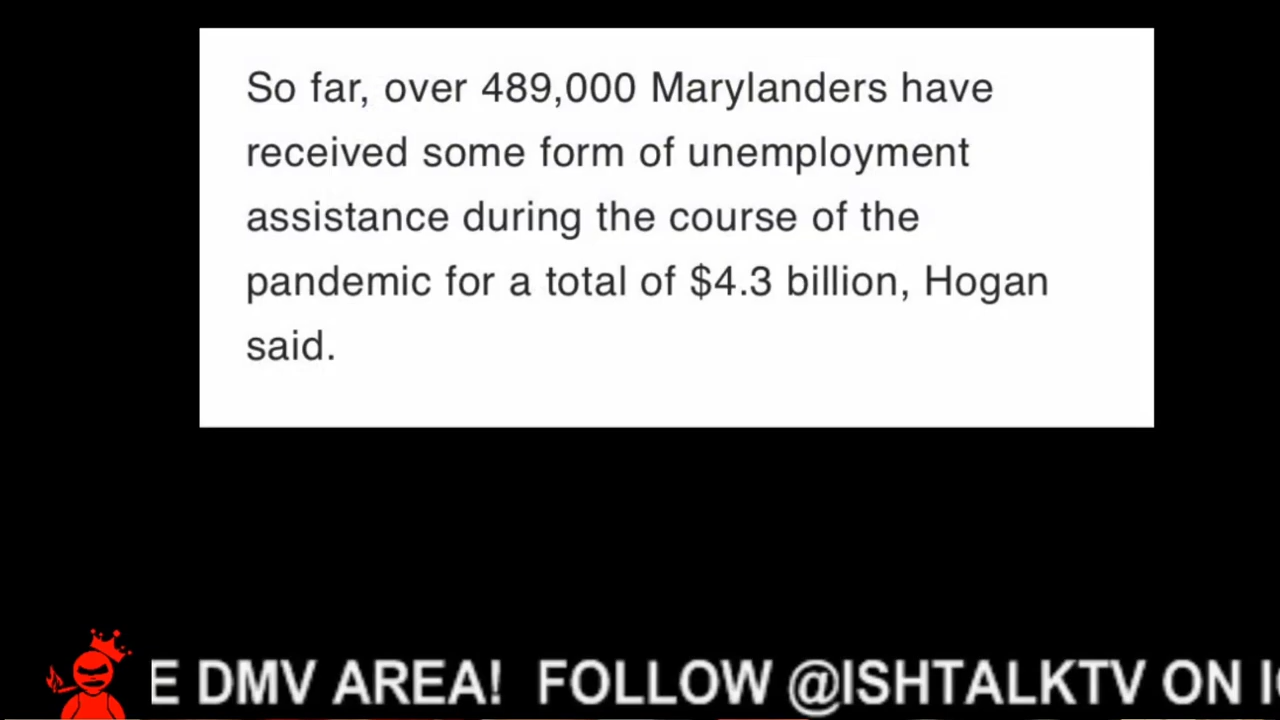 So far, over 489,000 Marylanders have
received some form of unemployment
assistance during the course of the
pandemic for a total of $4.3 billion, Hogan
said.
E DMV AREA! FOLLOW @ISHTALKTV ON